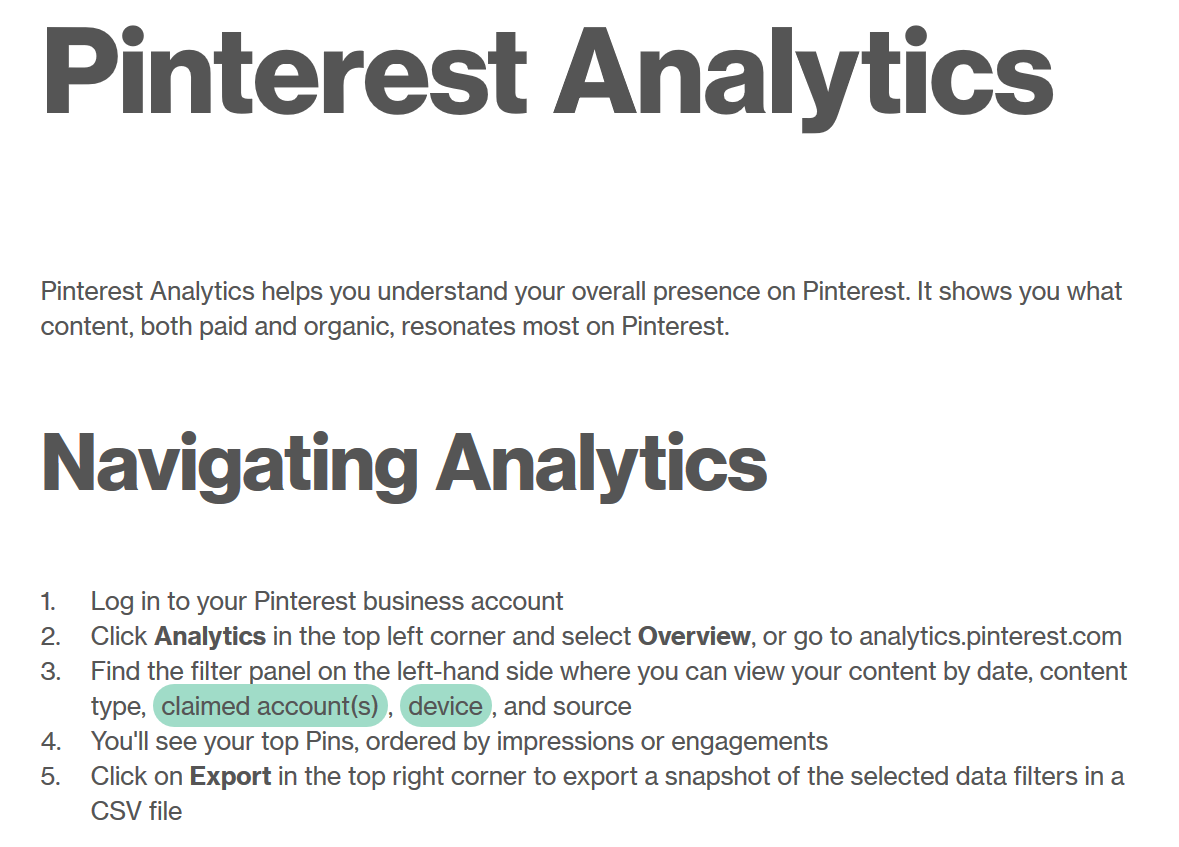 Pinterest Analytics
Pinterest Analytics helps you understand your overall presence on Pinterest. It shows you what
content, both paid and organic, resonates most on Pinterest.
Navigating Analytics
1. Log in to your Pinterest business account
2. Click Analytics in the top left corner and select Overview, or go to analytics.pinterest.com
3. Find the filter panel on the left-hand side where you can view your content by date, content
type, claimed account(s) , device , and source
4. You'll see your top Pins, ordered by impressions or engagements
5. Click on Export in the top right corner to export a snapshot of the selected data filters in a
CSV file